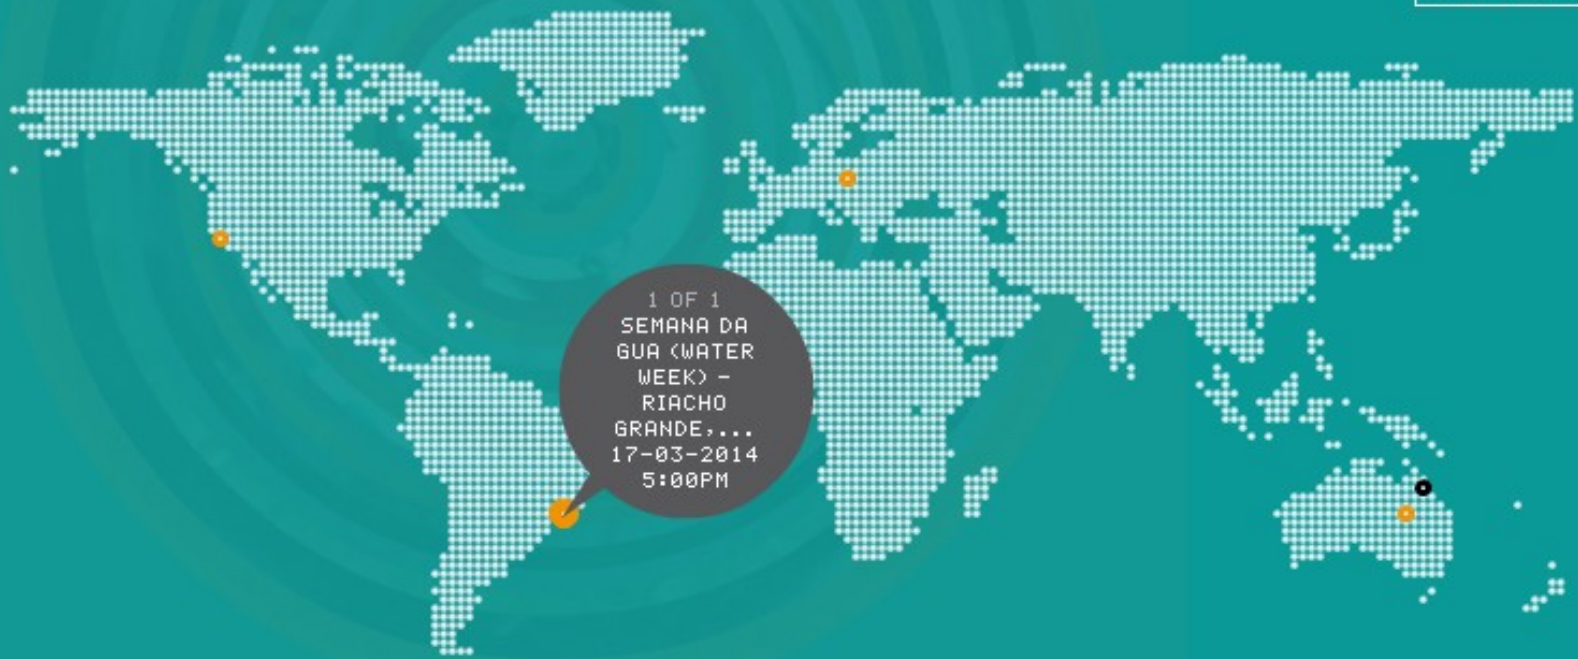 1 OF 1
SEMANA DA
GUA (WATER
WEEK) -
RIACHO
GRANDE,...
17-03-2014
5:00PM